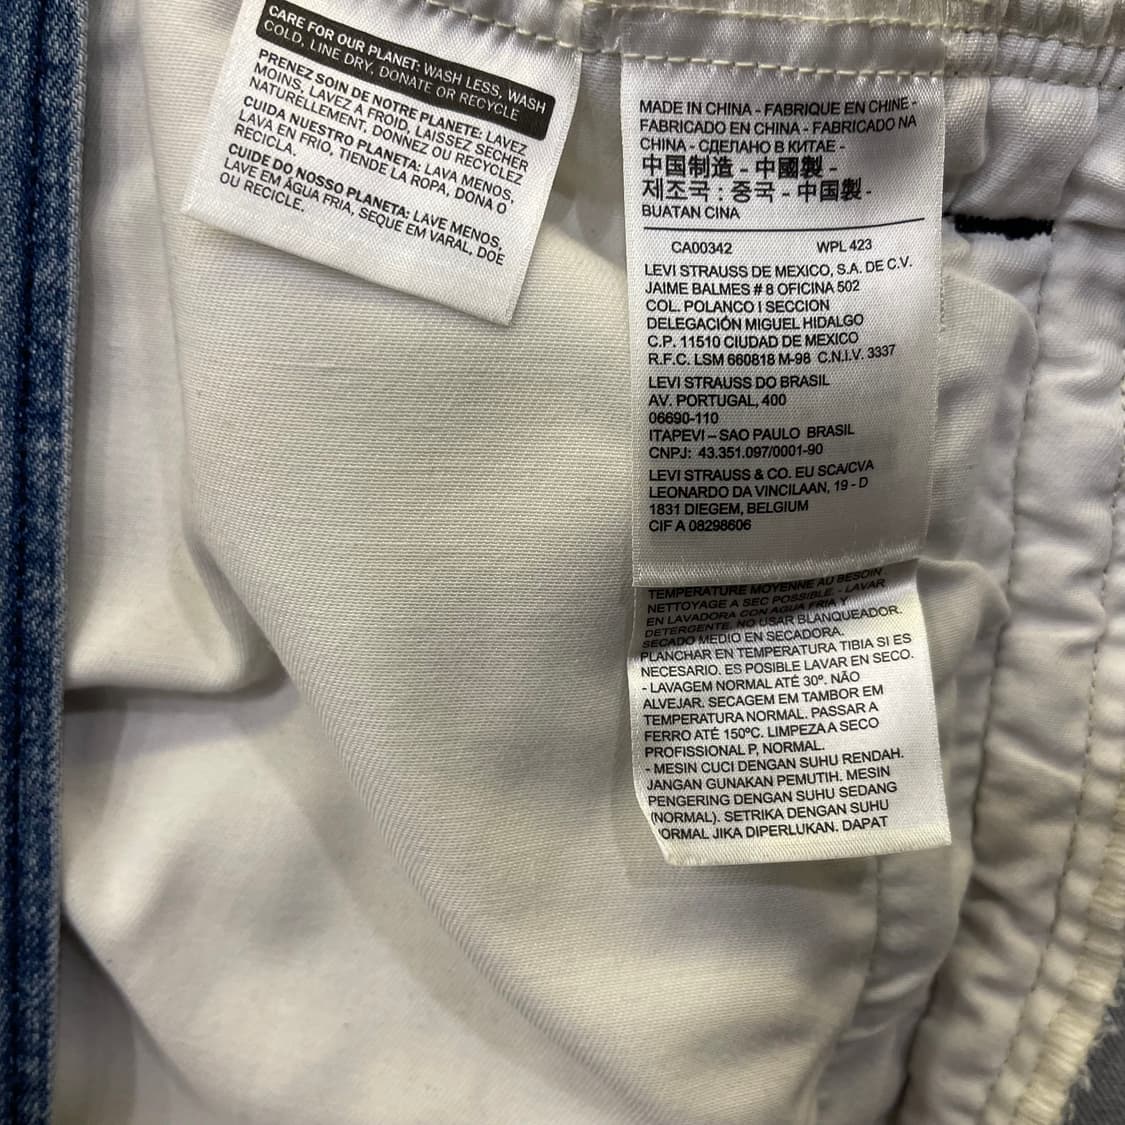 CARE FOR OUR PLANET: WASH LESS, WASH
COLD, LINE DRY, DONATE OR RECYCLE
PRENEZ SOIN DE NOTRE PLANETE: LAVEZ
MOINS, LAVEZ A FROID, LAISSEZ SÉCHER
NATURELLEMENT, DONNEZ OU RECYCLEZ
CUIDA NUESTRO PLANETA: LAVA MENOS,
LAVA EN FRIO, TIENDE LA ROPA, DONA O
RECICLA.
CUIDE DO NOSSO PLANETA: LAVE MENOS,
LAVE EM ÁGUA FRIA, SEQUE EM VARAL, DOE
OU RECICLE.
MADE IN CHINA - FABRIQUE EN CHINE -
FABRICADO EN CHINA - FABRICADO NA
CHINA - СДЕЛАНО В КИТАЕ -
中国制造 - 中國製 -
제조국 : 중국 - 中国製 -
BUATAN CINA
CA00342 WPL 423
LEVI STRAUSS DE MEXICO, S.A. DE C.V.
JAIME BALMES # 8 OFICINA 502
COL. POLANCO I SECCION
DELEGACIÓN MIGUEL HIDALGO
C.P. 11510 CIUDAD DE MEXICO
R.F.C. LSM 660818 M-98 C.N.I.V. 3337
LEVI STRAUSS DO BRASIL
AV. PORTUGAL, 400
06690-110
ITAPEVI – SAO PAULO BRASIL
CNPJ: 43.351.097/0001-90
LEVI STRAUSS & CO. EU SCA/CVA
LEONARDO DA VINCILAAN, 19 - D
1831 DIEGEM, BELGIUM
CIF A 08298606
TEMPERATURE MOYENNE AU BESOIN.
NETTOYAGE A SEC POSSIBLE. - LAVAR
EN LAVADORA CON AGUA FRIA Y
DETERGENTE. NO USAR BLANQUEADOR.
SECADO MEDIO EN SECADORA.
PLANCHAR EN TEMPERATURA TIBIA SI ES
NECESARIO. ES POSIBLE LAVAR EN SECO.
- LAVAGEM NORMAL ATÉ 30º. NÃO
ALVEJAR. SECAGEM EM TAMBOR EM
TEMPERATURA NORMAL. PASSAR A
FERRO ATÉ 150ºC. LIMPEZA A SECO
PROFISSIONAL P, NORMAL.
- MESIN CUCI DENGAN SUHU RENDAH.
JANGAN GUNAKAN PEMUTIH. MESIN
PENGERING DENGAN SUHU SEDANG
(NORMAL). SETRIKA DENGAN SUHU
ORMAL JIKA DIPERLUKAN. DAPAT